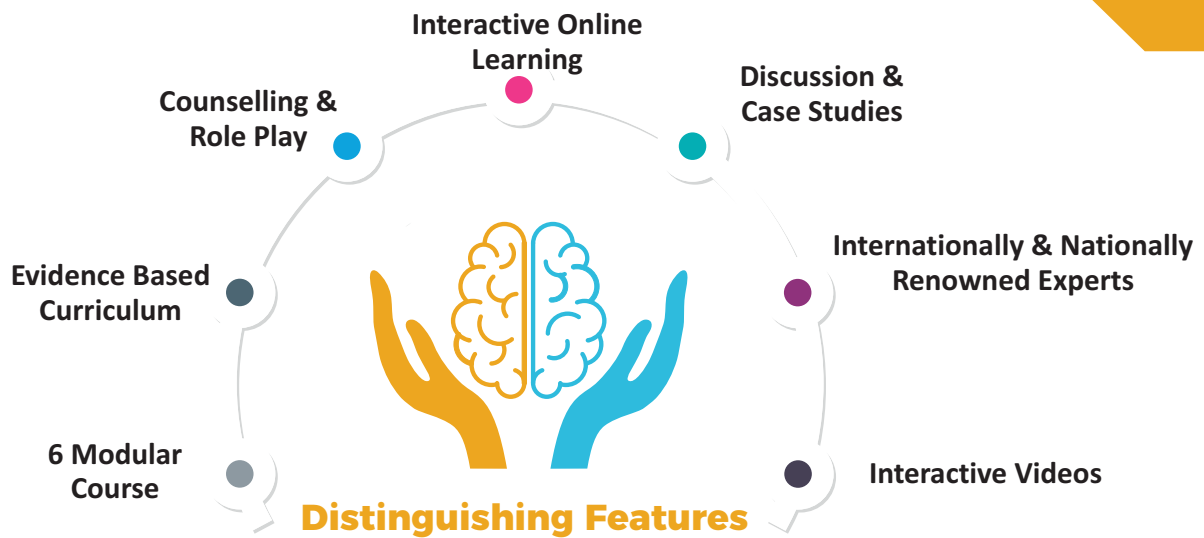 Interactive Online
Learning
Counselling &
Role Play
Discussion &
Case Studies
Evidence Based
Curriculum
Internationally & Nationally
Renowned Experts
6 Modular
Course
Interactive Videos
Distinguishing Features